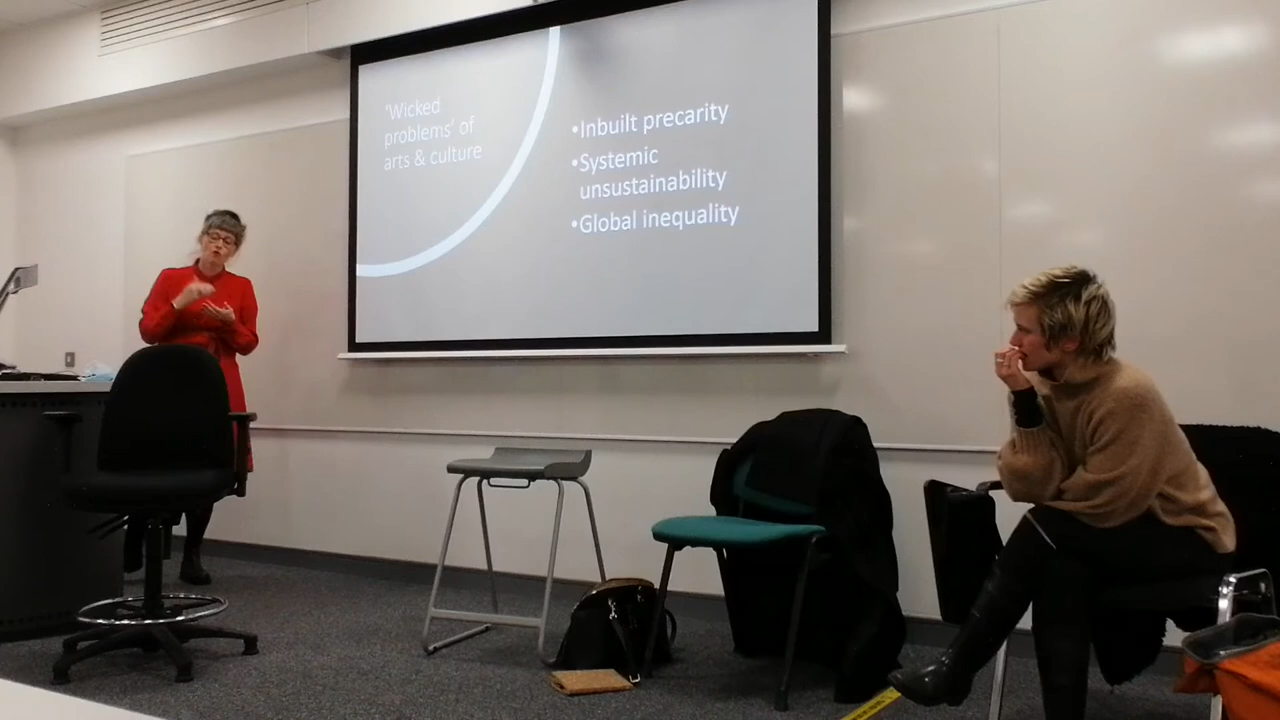 'Wicked
problems' of
arts & culture
•Inbuilt precarity
•Systemic
unsustainability
•Global inequality